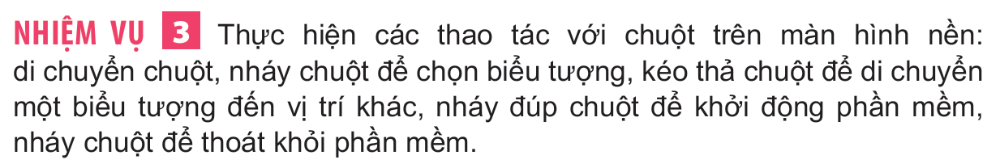 NHIỆM VỤ 3 Thực hiện các thao tác với chuột trên màn hình nền:
di chuyển chuột, nháy chuột để chọn biểu tượng, kéo thả chuột để di chuyển
một biểu tượng đến vị trí khác, nháy đúp chuột để khởi động phần mềm,
nháy chuột để thoát khỏi phần mềm.